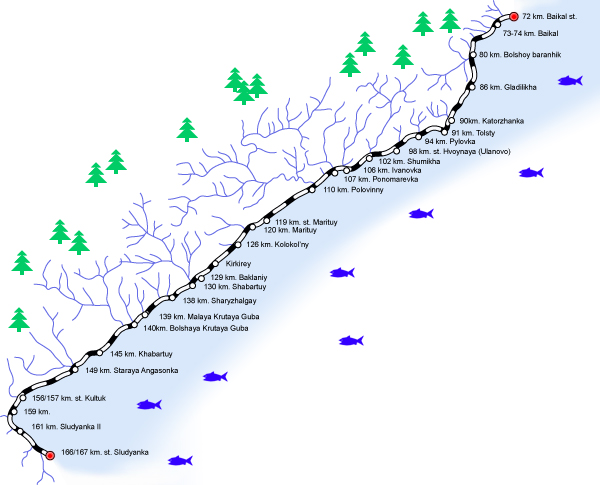 72 km. Baikal st.
73-74 km. Baikal
80 km. Bolshoy baranhik
86 km. Gladilikha
90km. Katorzhanka
91 km. Tolsty
94 km. Pylovka
98 km. st. Hvoynaya (Ulanovo)
102 km. Shumikha
106 km. Ivanovka
107 km. Ponomarevka
110 km. Polovinny
119 km. st. Marituy
120 km. Marituy
126 km. Kolokol'ny
Kirkirey
129 km. Baklaniy
130 km. Shabartuy
138 km. Sharyzhalgay
139 km. Malaya Krutaya Guba
140km. Bolshaya Krutaya Guba
145 km. Khabartuy
149 km. Staraya Angasonka
156/157 km. st. Kultuk
159 km.
161 km. Sludyanka II
166/167 km. st. Sludyanka